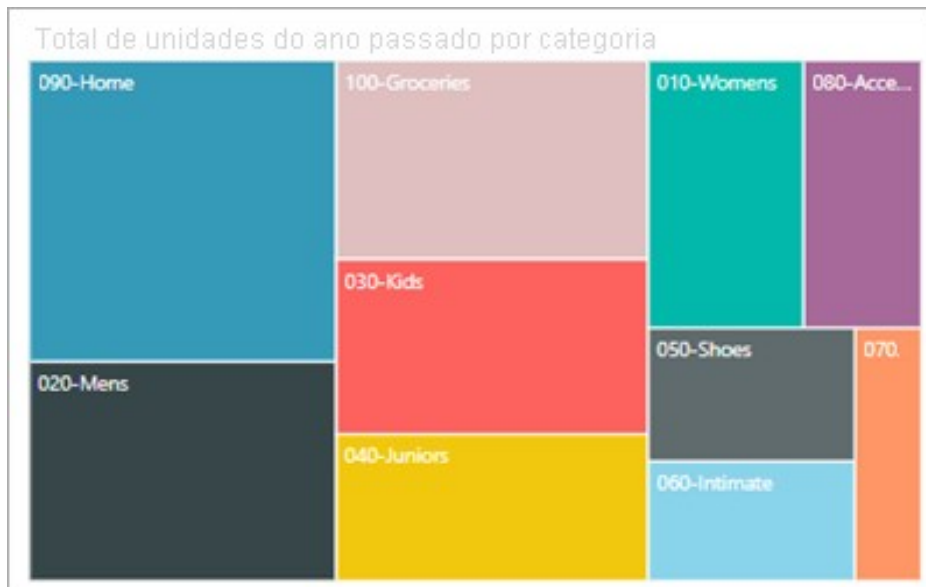 Total de unidades do ano passado por categoria
090-Home
100-Groceries
010-Womens
080-Acce...
030-Kids
050-Shoes
070.
020-Mens
040-Juniors
060-Intimate